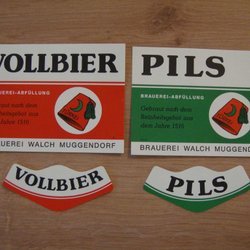 VOLLBIER
BRAUEREI-ABFÜLLUNG
Gebraut nach dem
Reinheitsgebot aus
dem Jahre 1516
BRAUEREI WALCH MUGGENDORF
PILS
BRAUEREI-ABFÜLLUNG
Gebraut nach dem
Reinheitsgebot aus
dem Jahre 1516
BRAUEREI WALCH MUGGENDORF
VOLLBIER
PILS